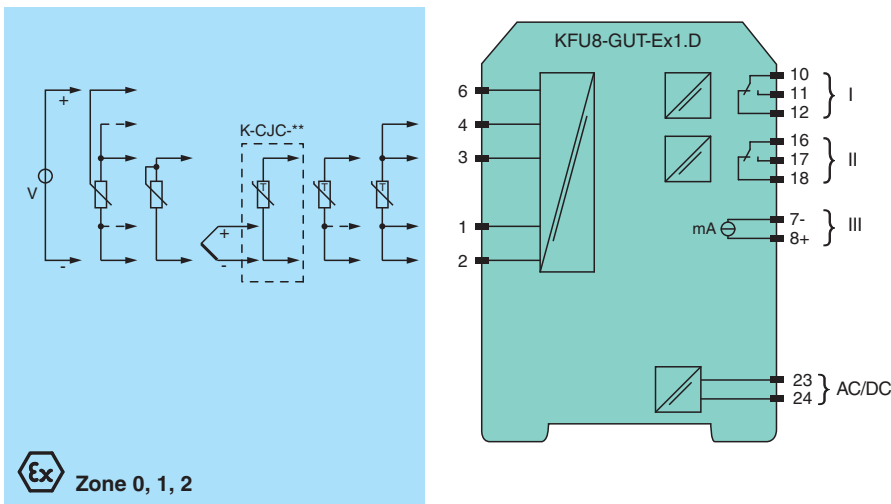 KFU8-GUT-Ex1.D
+
V
-
K-CJC-**
+
-
T
T
T
6
4
3
1
2
10
11
12
I
16
17
18
II
mA
7-
8+
III
23
24
AC/DC
Ex
Zone 0, 1, 2